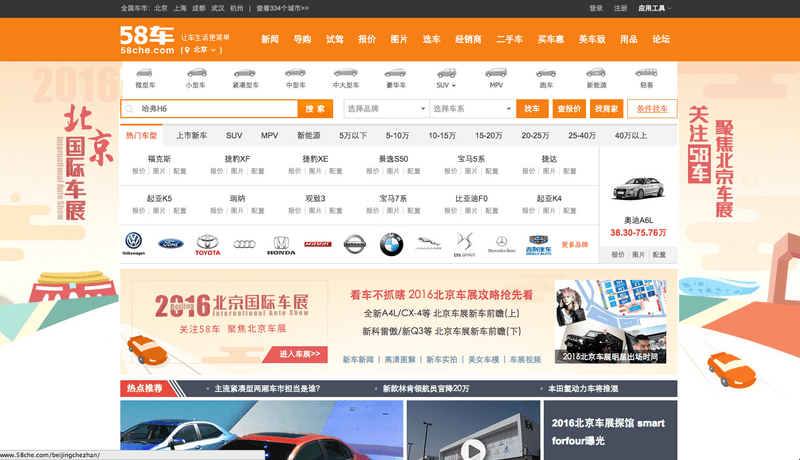 全国车市: 北京 上海 成都 武汉 杭州 | 查看334个城市>>
登录 注册 应用工具
58车 让车生活更简单
58che.com [ 北京 ]
新闻 导购 试驾 报价 图片 选车 经销商 二手车 买车惠 美车致 用品 论坛
微型车 小型车 紧凑型车 中型车 中大型车 豪华车 SUV MPV 跑车 新能源 轻客
哈弗H6 搜 索 选择品牌 选择车系 找车 查报价 找商家 条件找车
热门车型 上市新车 SUV MPV 新能源 5万以下 5-10万 10-15万 15-20万 20-25万 25-40万 40万以上
福克斯 捷豹XF 捷豹XE 景逸S50 宝马5系 捷达
报价 | 图片 | 配置 报价 | 图片 | 配置 报价 | 图片 | 配置 报价 | 图片 | 配置 报价 | 图片 | 配置 报价 | 图片 | 配置
起亚K5 瑞纳 观致3 宝马7系 比亚迪F0 起亚K4
报价 | 图片 | 配置 报价 | 图片 | 配置 报价 | 图片 | 配置 报价 | 图片 | 配置 报价 | 图片 | 配置 报价 | 图片 | 配置
奥迪A6L
38.30-75.76万
报价 | 图片 | 配置
Volkswagen Ford TOYOTA Audi HONDA HAVAL NISSAN BMW JAGUAR DS SPIRIT Mercedes-Benz 吉利汽车 GEELY AUTO 更多品牌
2016
北京
国际车展
International Auto Show
关注58车
聚焦北京车展
2016北京国际车展
Beijing International Auto Show
关注58车 聚焦北京车展
进入车展>>
看车不抓瞎 2016北京车展攻略抢先看
全新A4L/CX-4等 北京车展新车前瞻(上)
新科雷傲/新Q3等 北京车展新车前瞻(下)
新车新闻 | 高清图解 | 新车实拍 | 美女车模 | 车展视频
2016北京车展明星出场时间
热点推荐 主流紧凑型两厢车市担当是谁? 新款林肯领航员官降20万 本田氢动力车将推混
E4
2016北京车展探馆 smart
forfour曝光
www.58che.com/beijingchezhan/